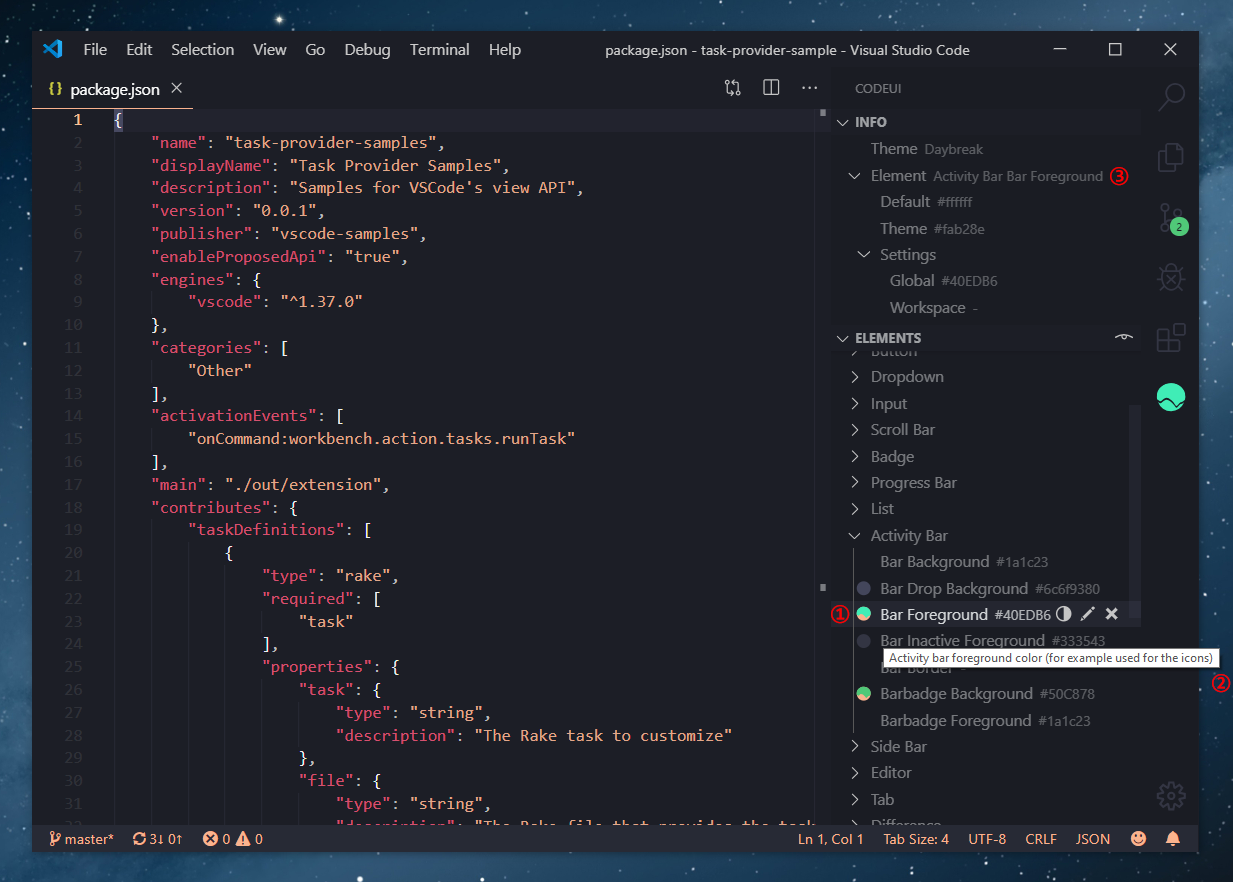 File Edit Selection View Go Debug Terminal Help package.json - task-provider-sample - Visual Studio Code
{} package.json
1 {
2 "name": "task-provider-samples",
3 "displayName": "Task Provider Samples",
4 "description": "Samples for VSCode's view API",
5 "version": "0.0.1",
6 "publisher": "vscode-samples",
7 "enableProposedApi": "true",
8 "engines": {
9 "vscode": "^1.37.0"
10 },
11 "categories": [
12 "Other"
13 ],
14 "activationEvents": [
15 "onCommand:workbench.action.tasks.runTask"
16 ],
17 "main": "./out/extension",
18 "contributes": {
19 "taskDefinitions": [
20 {
21 "type": "rake",
22 "required": [
23 "task"
24 ],
25 "properties": {
26 "task": {
27 "type": "string",
28 "description": "The Rake task to customize"
29 },
30 "file": {
31 "type": "string",
32 "description": "The Rake file that provides the task
CODEUI
INFO
Theme Daybreak
Element Activity Bar Bar Foreground ③
Default #ffffff
Theme #fab28e
Settings
Global #40EDB6
Workspace -
ELEMENTS
Button
Dropdown
Input
Scroll Bar
Badge
Progress Bar
List
Activity Bar
Bar Background #1a1c23
Bar Drop Background #6c6f9380
① Bar Foreground #40EDB6
Bar Inactive Foreground #333543
Activity bar foreground color (for example used for the icons)
Bar Border -
②
Barbadge Background #50C878
Barbadge Foreground #1a1c23
Side Bar
Editor
Tab
Difference
2
master* 3↓ 0↑ 0 0 Ln 1, Col 1 Tab Size: 4 UTF-8 CRLF JSON